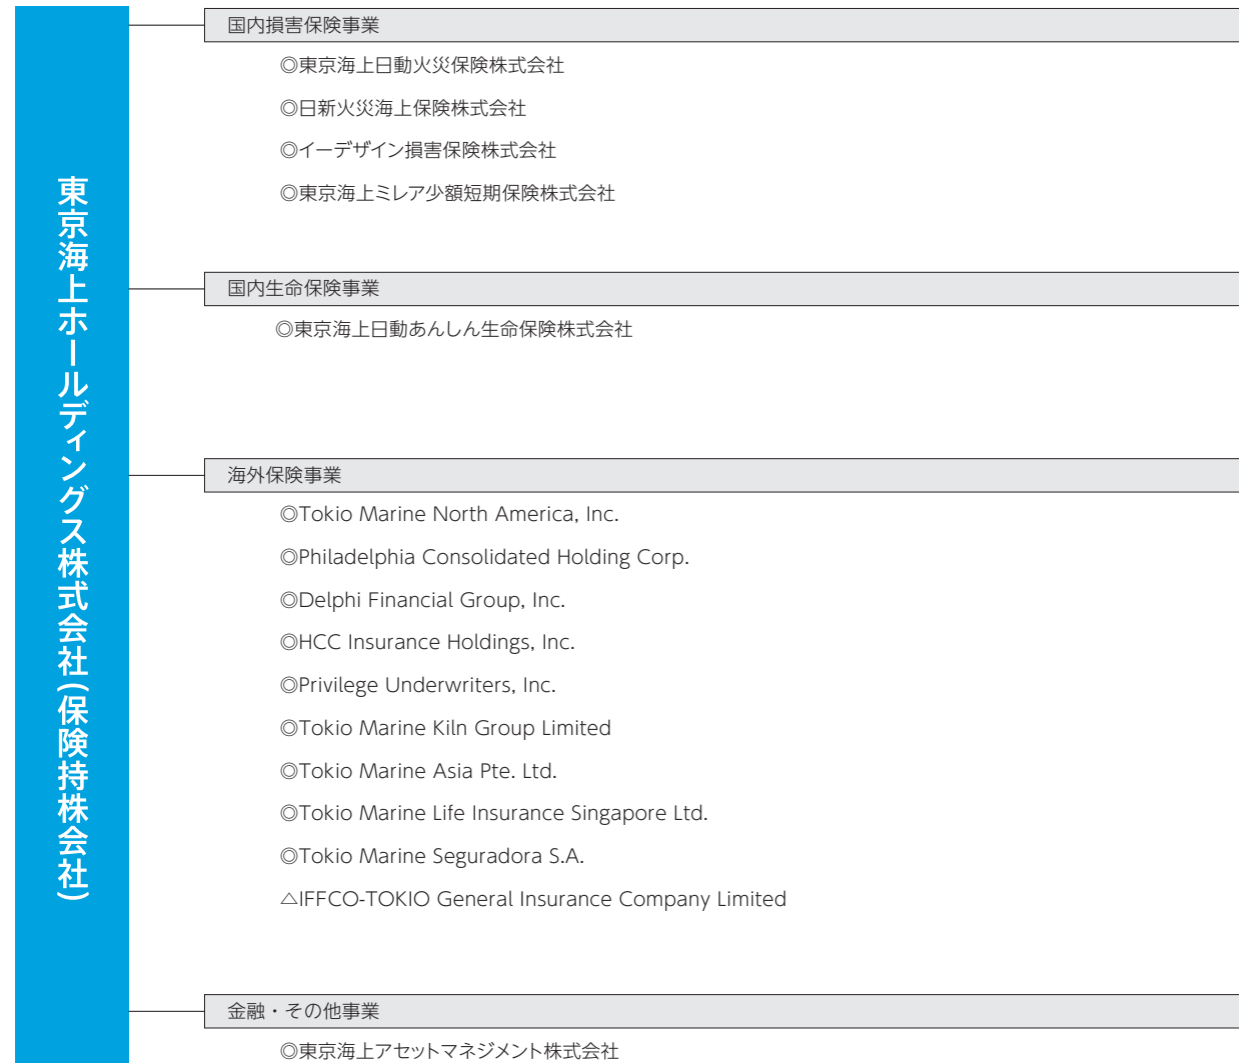 東京海上ホールディングス株式会社(保険持株会社)
国内損害保険事業
◎東京海上日動火災保険株式会社
◎日新火災海上保険株式会社
◎イーデザイン損害保険株式会社
◎東京海上ミレア少額短期保険株式会社
国内生命保険事業
◎東京海上日動あんしん生命保険株式会社
海外保険事業
◎Tokio Marine North America, Inc.
◎Philadelphia Consolidated Holding Corp.
◎Delphi Financial Group, Inc.
◎HCC Insurance Holdings, Inc.
◎Privilege Underwriters, Inc.
◎Tokio Marine Kiln Group Limited
◎Tokio Marine Asia Pte. Ltd.
◎Tokio Marine Life Insurance Singapore Ltd.
◎Tokio Marine Seguradora S.A.
△IFFCO-TOKIO General Insurance Company Limited
金融・その他事業
◎東京海上アセットマネジメント株式会社